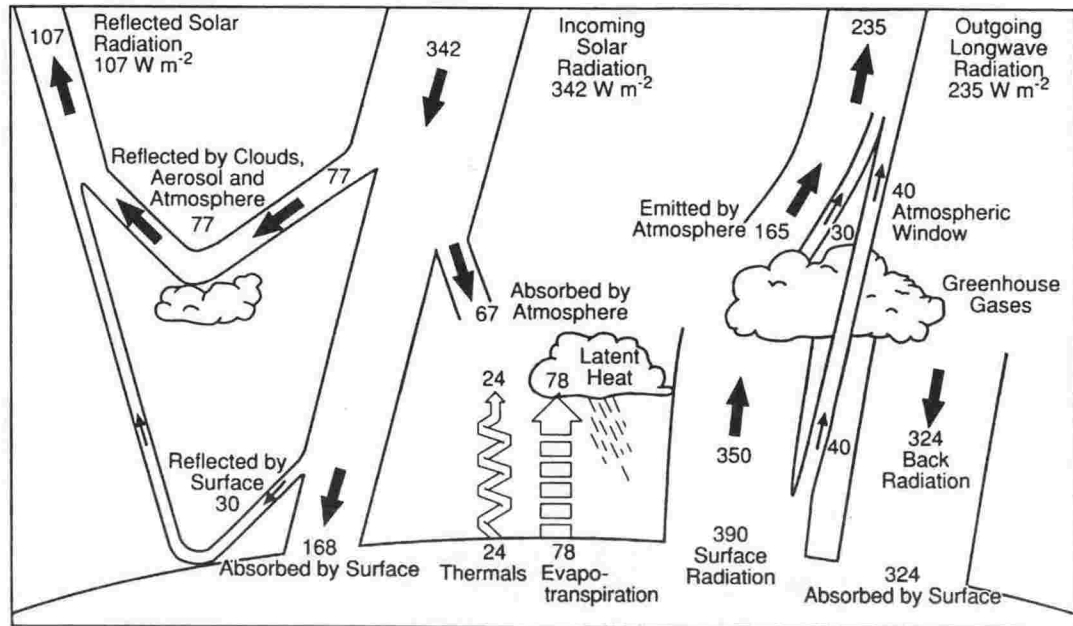 107
Reflected Solar
Radiation
107 W m⁻²
342
Incoming
Solar
Radiation
342 W m⁻²
235
Outgoing
Longwave
Radiation
235 W m⁻²
Reflected by Clouds,
Aerosol and
Atmosphere
77
77
Emitted by
Atmosphere
165
30
40
Atmospheric
Window
Greenhouse
Gases
67
Absorbed by
Atmosphere
Latent
Heat
24
78
350
40
324
Back
Radiation
Reflected by
Surface
30
168
Absorbed by Surface
24
Thermals
78
Evapo-
transpiration
390
Surface
Radiation
324
Absorbed by Surface